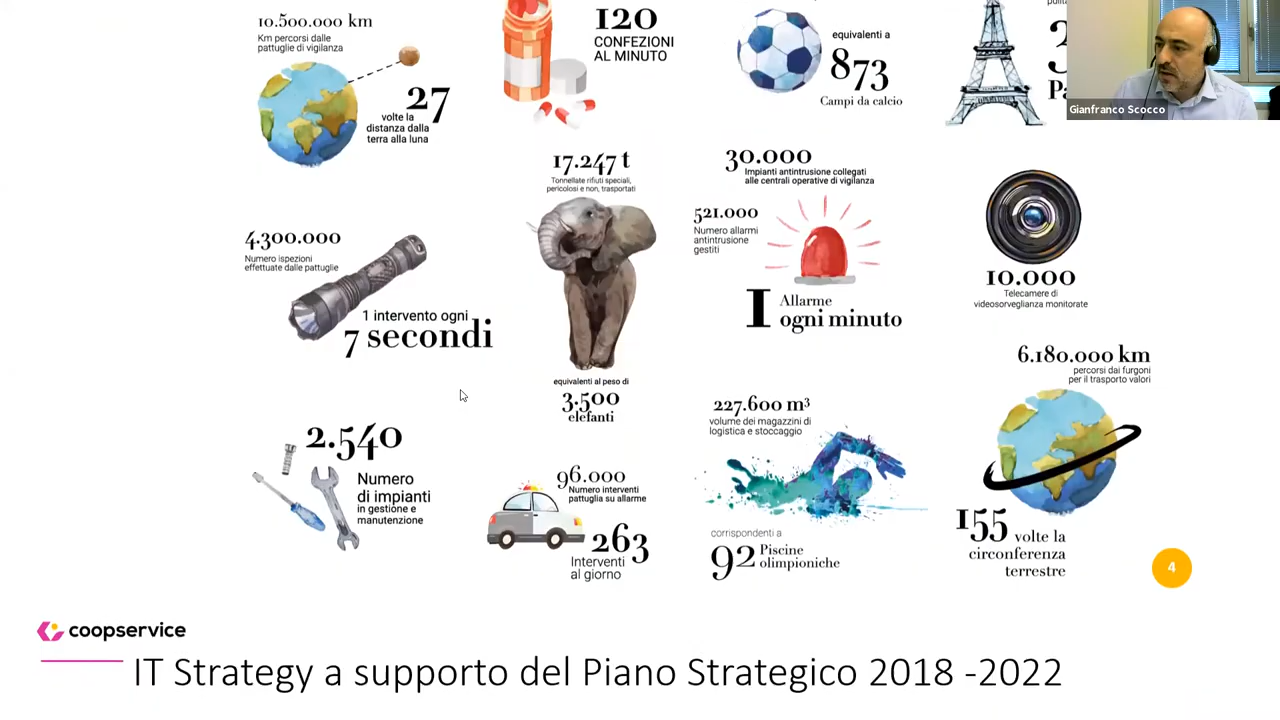 10.500.000 km
Km percorsi dalle
pattuglie di vigilanza
27
volte la
distanza dalla
terra alla luna
120
CONFEZIONI
AL MINUTO
equivalenti a
873
Campi da calcio
Gianfranco Scocco
4.300.000
Numero ispezioni
effettuate dalle pattuglie
1 intervento ogni
7 secondi
17.247 t
Tonnellate rifiuti speciali,
pericolosi e non, trasportati
equivalenti al peso di
3.500
elefanti
30.000
Impianti antintrusione collegati
alle centrali operative di vigilanza
521.000
Numero allarmi
antintrusione
gestiti
1 Allarme
ogni minuto
10.000
Telecamere di
videosorveglianza monitorate
2.540
Numero
di impianti
in gestione e
manutenzione
96.000
Numero interventi
pattuglia su allarme
263
Interventi
al giorno
227.600 m³
volume dei magazzini di
logistica e stoccaggio
corrispondenti a
92 Piscine
olimpioniche
6.180.000 km
percorsi dai furgoni
per il trasporto valori
155 volte la
circonferenza
terrestre
4
coopservice
IT Strategy a supporto del Piano Strategico 2018 -2022